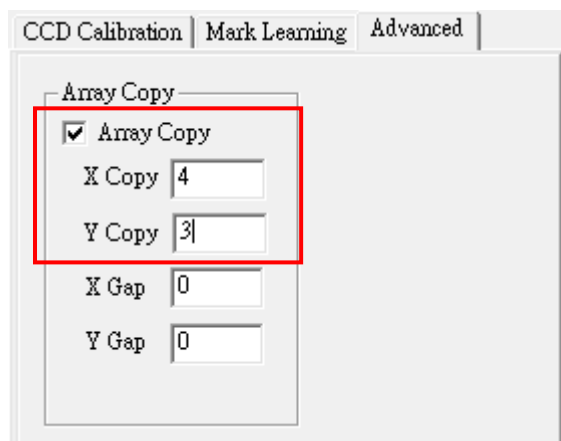 CCD Calibration Mark Learning Advanced
Array Copy
Array Copy
X Copy 4
Y Copy 3
X Gap 0
Y Gap 0